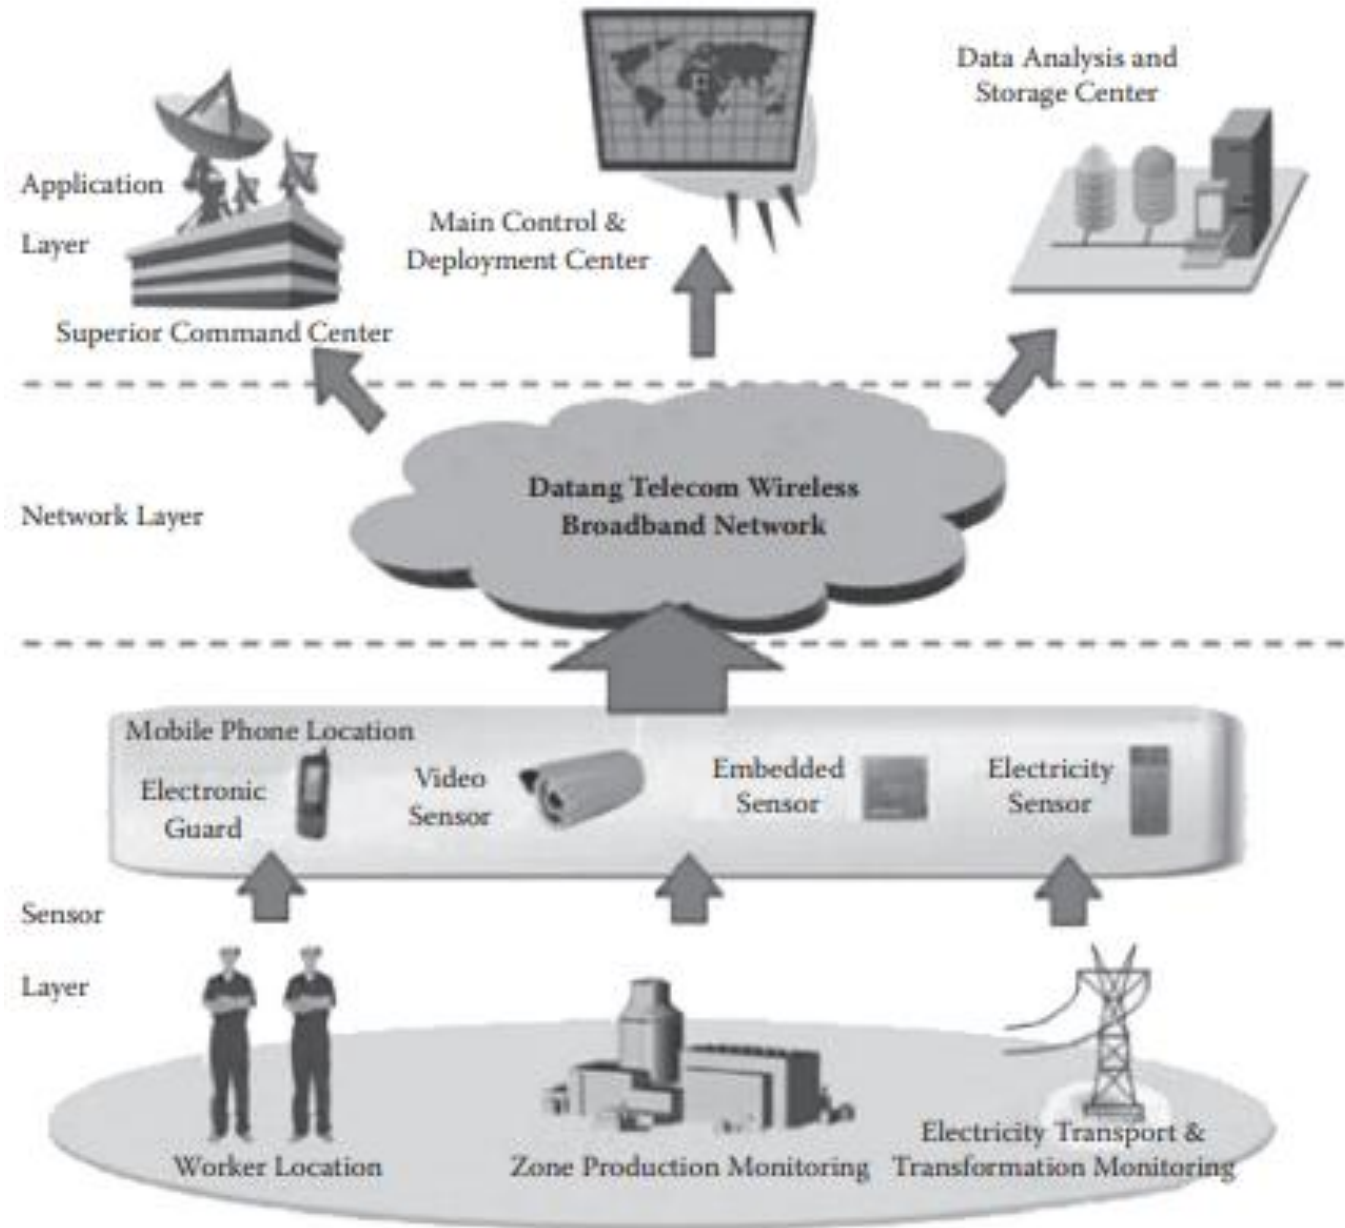 Data Analysis and
Storage Center
Application
Layer
Main Control &
Deployment Center
Superior Command Center
Network Layer
Datang Telecom Wireless
Broadband Network
Mobile Phone Location
Electronic
Guard
Video
Sensor
Embedded
Sensor
Electricity
Sensor
Sensor
Layer
Worker Location
Zone Production Monitoring
Electricity Transport &
Transformation Monitoring